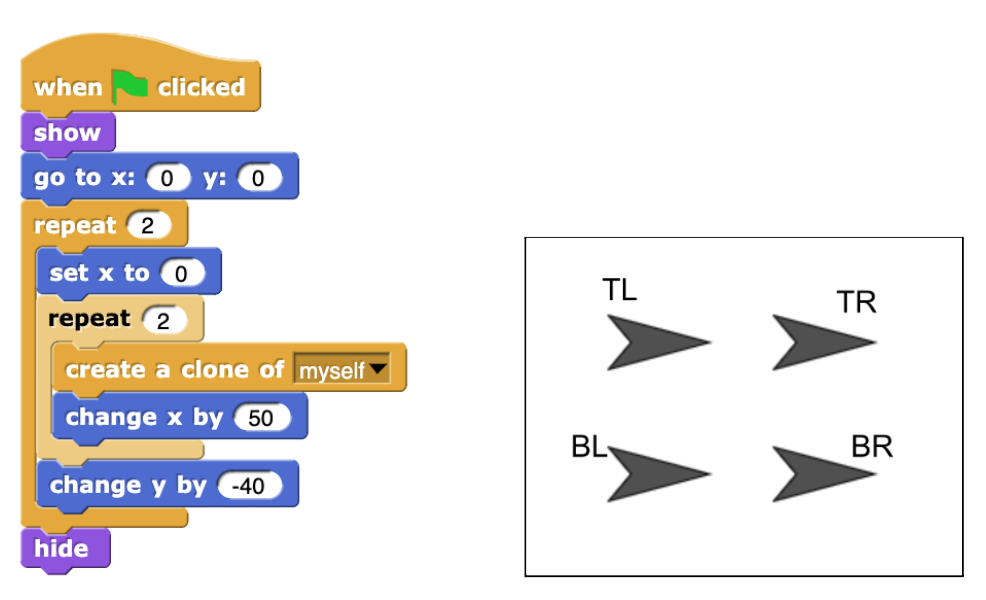 when clicked
show
go to x: 0 y: 0
repeat 2
set x to 0
repeat 2
create a clone of myself
change x by 50
change y by -40
hide
TL
TR
BL
BR